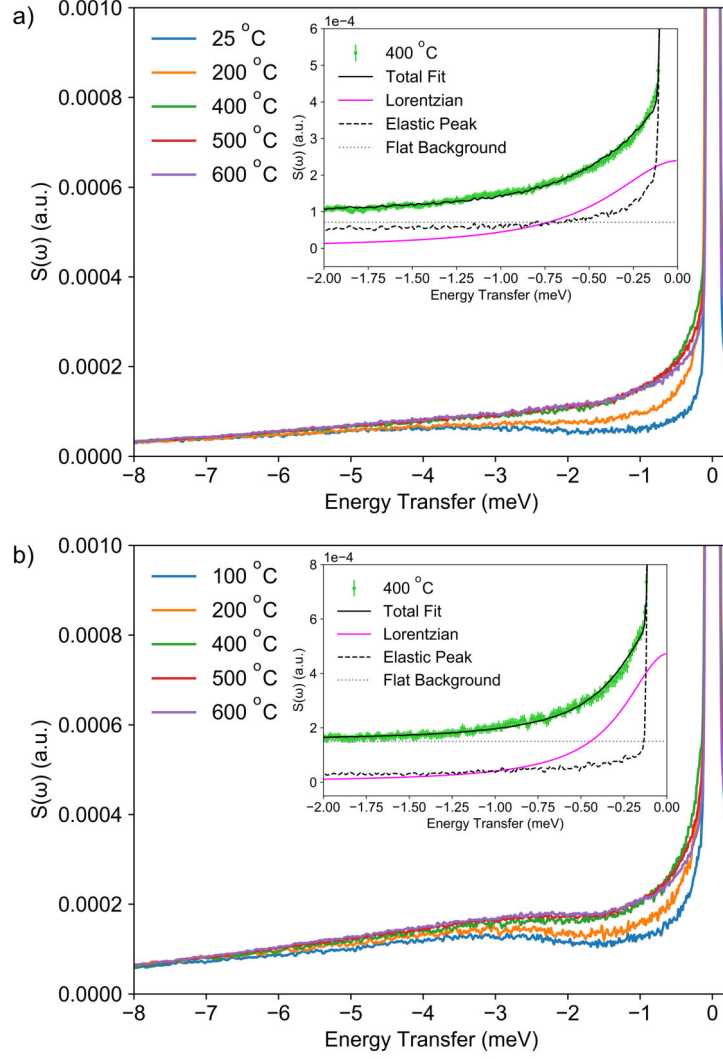 a)
0.0010
0.0008
0.0006
0.0004
0.0002
0.0000
S(ω) (a.u.)
25 °C
200 °C
400 °C
500 °C
600 °C
1e−4
6
5
4
3
2
1
0
S(ω) (a.u.)
400 °C
Total Fit
Lorentzian
Elastic Peak
Flat Background
−2.00 −1.75 −1.50 −1.25 −1.00 −0.75 −0.50 −0.25 0.00
Energy Transfer (meV)
−8 −7 −6 −5 −4 −3 −2 −1 0
Energy Transfer (meV)
b)
0.0010
0.0008
0.0006
0.0004
0.0002
0.0000
S(ω) (a.u.)
100 °C
200 °C
400 °C
500 °C
600 °C
1e−4
8
6
4
2
0
S(ω) (a.u.)
400 °C
Total Fit
Lorentzian
Elastic Peak
Flat Background
−2.00 −1.75 −1.50 −1.25 −1.00 −0.75 −0.50 −0.25 0.00
Energy Transfer (meV)
−8 −7 −6 −5 −4 −3 −2 −1 0
Energy Transfer (meV)